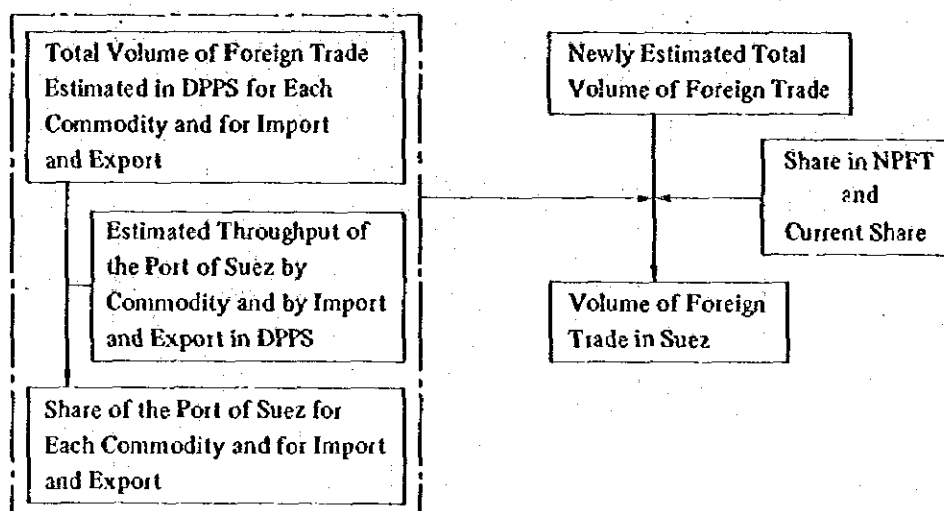 Total Volume of Foreign Trade
Estimated in DPPS for Each
Commodity and for Import
and Export
Estimated Throughput of
the Port of Suez by
Commodity and by Import
and Export in DPPS
Share of the Port of Suez for
Each Commodity and for Import
and Export
Newly Estimated Total
Volume of Foreign Trade
Share in NPFT
and
Current Share
Volume of Foreign
Trade in Suez